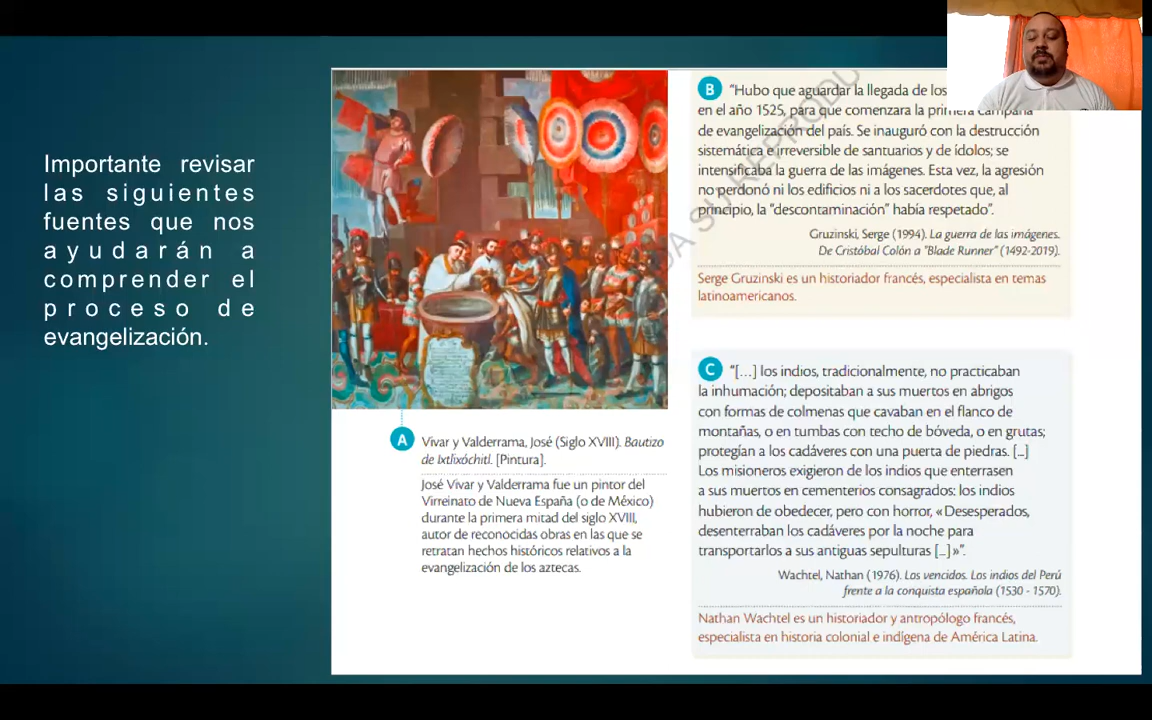 Importante revisar
las siguientes
fuentes que nos
ayudarán a
comprender el
proceso de
evangelización.
A
Vivar y Valderrama, José (Siglo XVIII). Bautizo
de Ixtlixóchitl. [Pintura].
José Vivar y Valderrama fue un pintor del
Virreinato de Nueva España (o de México)
durante la primera mitad del siglo XVIII,
autor de reconocidas obras en las que se
retratan hechos históricos relativos a la
evangelización de los aztecas.
B
“Hubo que aguardar la llegada de los
en el año 1525, para que comenzara la primera campaña
de evangelización del país. Se inauguró con la destrucción
sistemática e irreversible de santuarios y de ídolos; se
intensificaba la guerra de las imágenes. Esta vez, la agresión
no perdonó ni los edificios ni a los sacerdotes que, al
principio, la “descontaminación” había respetado”.
Gruzinski, Serge (1994). La guerra de las imágenes.
De Cristóbal Colón a "Blade Runner" (1492-2019).
Serge Gruzinski es un historiador francés, especialista en temas
latinoamericanos.
C
“[…] los indios, tradicionalmente, no practicaban
la inhumación; depositaban a sus muertos en abrigos
con formas de colmenas que cavaban en el flanco de
montañas, o en tumbas con techo de bóveda, o en grutas;
protegían a los cadáveres con una puerta de piedras. [...]
Los misioneros exigieron de los indios que enterrasen
a sus muertos en cementerios consagrados: los indios
hubieron de obedecer, pero con horror, «Desesperados,
desenterraban los cadáveres por la noche para
transportarlos a sus antiguas sepulturas [...]»”.
Wachtel, Nathan (1976). Los vencidos. Los indios del Perú
frente a la conquista española (1530 - 1570).
Nathan Wachtel es un historiador y antropólogo francés,
especialista en historia colonial e indígena de América Latina.
SU REPRODU